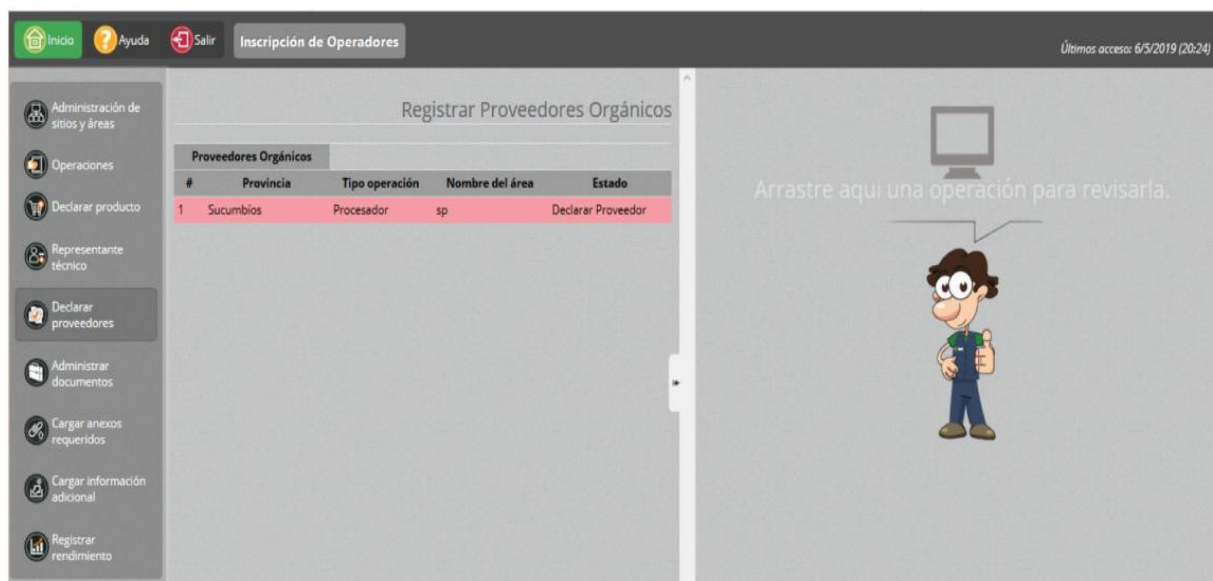 Inicio
Ayuda
Salir
Inscripción de Operadores
Últimos acceso: 6/5/2019 (20:24)
Administración de
sitios y áreas
Operaciones
Declarar producto
Representante
técnico
Declarar
proveedores
Administrar
documentos
Cargar anexos
requeridos
Cargar información
adicional
Registrar
rendimiento
Registrar Proveedores Orgánicos
Proveedores Orgánicos
# Provincia Tipo operación Nombre del área Estado
1 Sucumbíos Procesador sp Declarar Proveedor
Arrastre aqui una operación para revisarla.